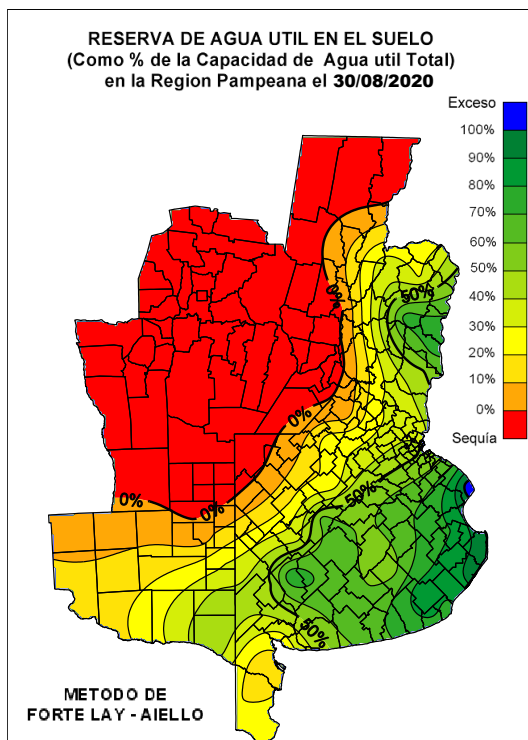 RESERVA DE AGUA UTIL EN EL SUELO
(Como % de la Capacidad de Agua util Total)
en la Region Pampeana el 30/08/2020
Exceso
100%
90%
80%
70%
60%
50%
40%
30%
20%
10%
0%
Sequía
50%
0%
0%
50%
0%
0%
50%
METODO DE
FORTE LAY - AIELLO